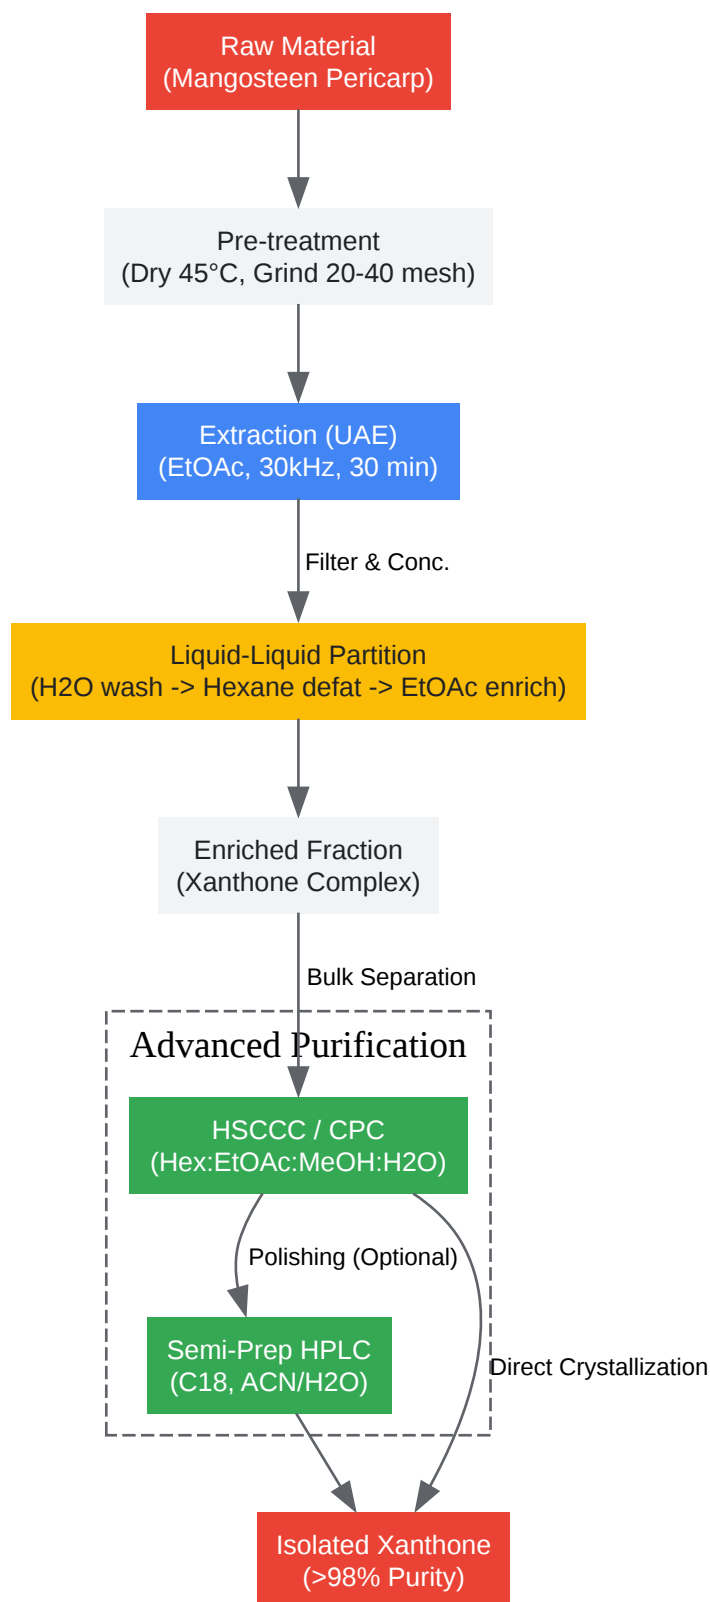 Raw Material
(Mangosteen Pericarp)
Pre-treatment
(Dry 45°C, Grind 20-40 mesh)
Extraction (UAE)
(EtOAc, 30kHz, 30 min)
Filter & Conc.
Liquid-Liquid Partition
(H2O wash -> Hexane defat -> EtOAc enrich)
Enriched Fraction
(Xanthone Complex)
Bulk Separation
Advanced Purification
HSCCC / CPC
(Hex:EtOAc:MeOH:H2O)
Polishing (Optional)
Semi-Prep HPLC
(C18, ACN/H2O)
Direct Crystallization
Isolated Xanthone
(>98% Purity)